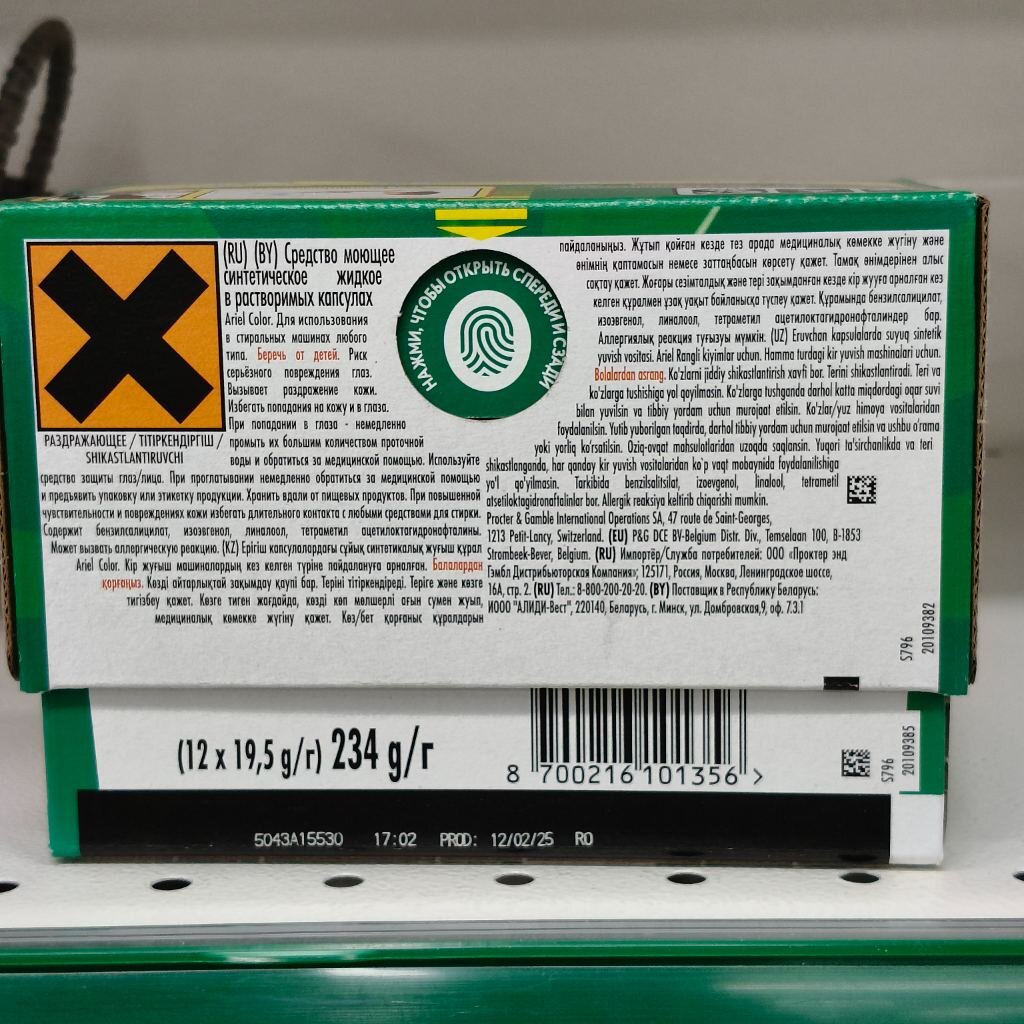 (RU) (BY) Средство моющее
синтетическое жидкое
в растворимых капсулах
Ariel Color. Для использования
в стиральных машинах любого
типа. Беречь от детей. Риск
серьёзного повреждения глаз.
Вызывает раздражение кожи.
Избегать попадания на кожу и в глаза.
При попадании в глаза - немедленно
промыть их большим количеством проточной
воды и обратиться за медицинской помощью. Используйте
средство защиты глаз/лица. При проглатывании немедленно обратиться за медицинской помощью
и предъявить упаковку или этикетку продукции. Хранить вдали от пищевых продуктов. При повышенной
чувствительности и повреждениях кожи избегать длительного контакта с любыми средствами для стирки.
Содержит бензилсалицилат, изоэвгенол, линалоол, тетраметил ацетилоктагидронафталины.
Может вызвать аллергическую реакцию. (KZ) Ерігіш капсулалардағы сұйық синтетикалық жуғыш құрал
Ariel Color. Кір жуғыш машиналардың кез келген түріне пайдалануға арналған. Балалардан
қорғаңыз. Көзді айтарлықтай зақымдау қаупі бар. Теріні тітіркендіреді. Теріге және көзге
тигізбеу қажет. Көзге тиген жағдайда, көзді көп мөлшерлі ағын сумен жуып,
медициналық көмекке жүгіну қажет. Көз/бет қорғаныс құралдарын
РАЗДРАЖАЮЩЕЕ / ТІТІРКЕНДІРГІШ /
SHIKASTLANTIRUVCHI
НАЖМИ, ЧТОБЫ ОТКРЫТЬ СПЕРЕДИ И СЗАДИ
пайдаланыңыз. Жұтып қойған кезде тез арада медициналық көмекке жүгіну және
өнімнің қаптамасын немесе заттаңбасын көрсету қажет. Тамақ өнімдерінен алыс
сақтау қажет. Жоғары сезімталдық және тері зақымданған кезде кір жууға арналған кез
келген құралмен ұзақ уақыт байланысқа түспеу қажет. Құрамында бензилсалицилат,
изоэвгенол, линалоол, тетраметил ацетилоктагидронафталиндер бар.
Аллергиялық реакция туғызуы мүмкін. (UZ) Eruvchan kapsulalarda suyuq sintetik
yuvish vositasi. Ariel Rangli kiyimlar uchun. Hamma turdagi kir yuvish mashinalari uchun.
Bolalardan asrang. Ko'zlarni jiddiy shikastlantirish xavfi bor. Terini shikastlantiradi. Teri va
ko'zlarga tushishiga yol qoyilmasin. Ko'zlarga tushganda darhol katta miqdordagi oqar suvi
bilan yuvilsin va tibbiy yordam uchun murojaat etilsin. Ko'zlar/yuz himoya vositalaridan
foydalanilsin. Yutib yuborilgan taqdirda, darhol tibbiy yordam uchun murojaat etilsin va ushbu o'rama
yoki yorliq ko'rsatilsin. Oziq-ovqat mahsulotlaridan uzoqda saqlansin. Yuqori ta'sirchanlikda va teri
shikastlanganda, har qanday kir yuvish vositalaridan ko'p vaqt mobaynida foydalanilishiga
yo'l qo'yilmasin. Tarkibida benzilsalitsilat, izoevgenol, linalool, tetrametil
atsetiloktagidronaftalinlar bor. Allergik reaksiya keltirib chiqarishi mumkin.
Procter & Gamble International Operations SA, 47 route de Saint-Georges,
1213 Petit-Lancy, Switzerland. (EU) P&G DCE BV-Belgium Distr. Div, Temselaan 100, B-1853
Strombeek-Bever, Belgium. (RU) Импортёр/Служба потребителей: ООО «Проктер энд
Гэмбл Дистрибьюторская Компания»; 125171, Россия, Москва, Ленинградское шоссе,
16А, стр. 2. (RU) Тел.: 8-800-200-20-20. (BY) Поставщик в Республику Беларусь:
ИООО "АЛИДИ-Вест", 220140, Беларусь, г. Минск, ул. Домбровская,9, оф. 7.3.1
S796
20109382
(12 x 19,5 g/г) 234 g/г
8 700216 101356 >
S796
20109385
5043A15530 17:02 PROD: 12/02/25 RO